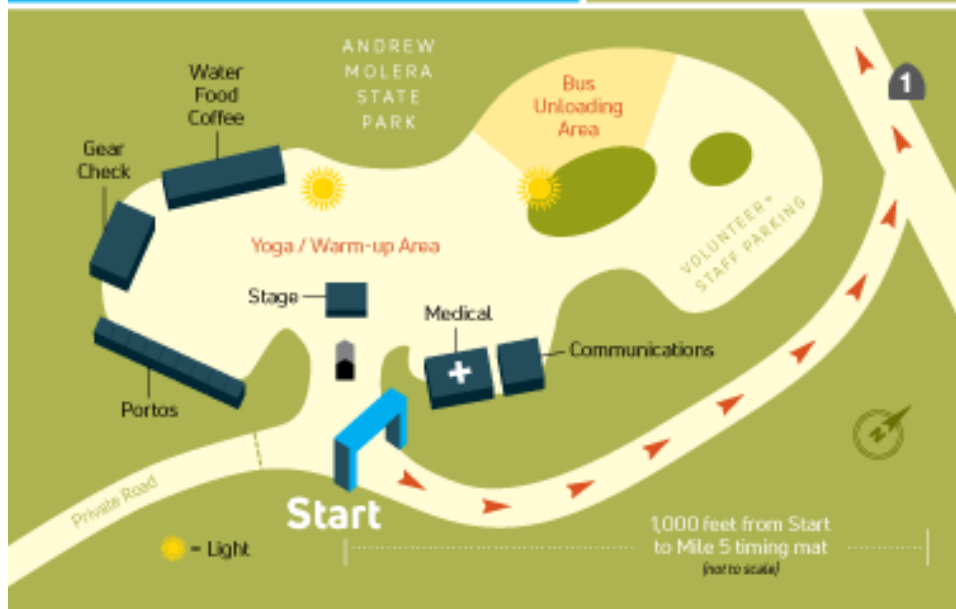 ANDREW
MOLERA
STATE
PARK
Water
Food
Coffee
Bus
Unloading
Area
1
Gear
Check
Yoga / Warm-up Area
VOLUNTEER+
STAFF PARKING
Stage
Medical
Communications
Portos
N
Private Road
Start
= Light
1,000 feet from Start
to Mile 5 timing mat
(not to scale)